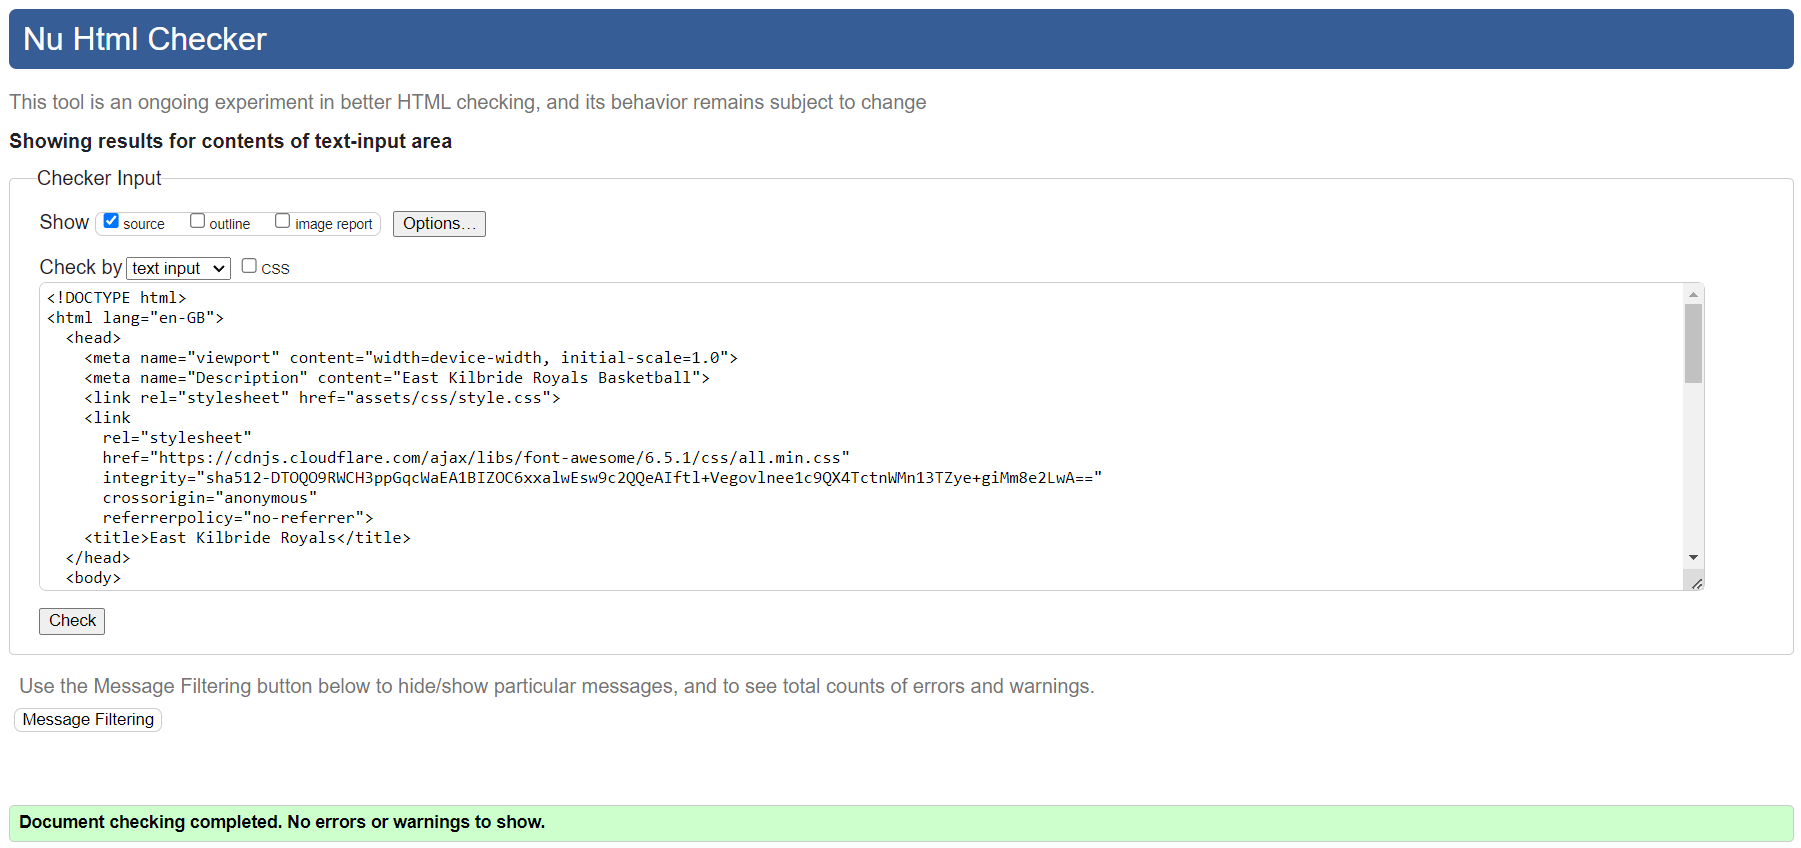 Nu Html Checker
This tool is an ongoing experiment in better HTML checking, and its behavior remains subject to change
Showing results for contents of text-input area
Checker Input
Show source outline image report Options...
Check by text input CSS
<!DOCTYPE html>
<html lang="en-GB">
<head>
<meta name="viewport" content="width=device-width, initial-scale=1.0">
<meta name="Description" content="East Kilbride Royals Basketball">
<link rel="stylesheet" href="assets/css/style.css">
<link
rel="stylesheet"
href="https://cdnjs.cloudflare.com/ajax/libs/font-awesome/6.5.1/css/all.min.css"
integrity="sha512-DTOQO9RWCH3ppGqcWaEA1BIZOC6xxalwEsw9c2QQeAIftl+Vegovlnee1c9QX4TctnWMn13TZye+giMm8e2LwA=="
crossorigin="anonymous"
referrerpolicy="no-referrer">
<title>East Kilbride Royals</title>
</head>
<body>
Check
Use the Message Filtering button below to hide/show particular messages, and to see total counts of errors and warnings.
Message Filtering
Document checking completed. No errors or warnings to show.